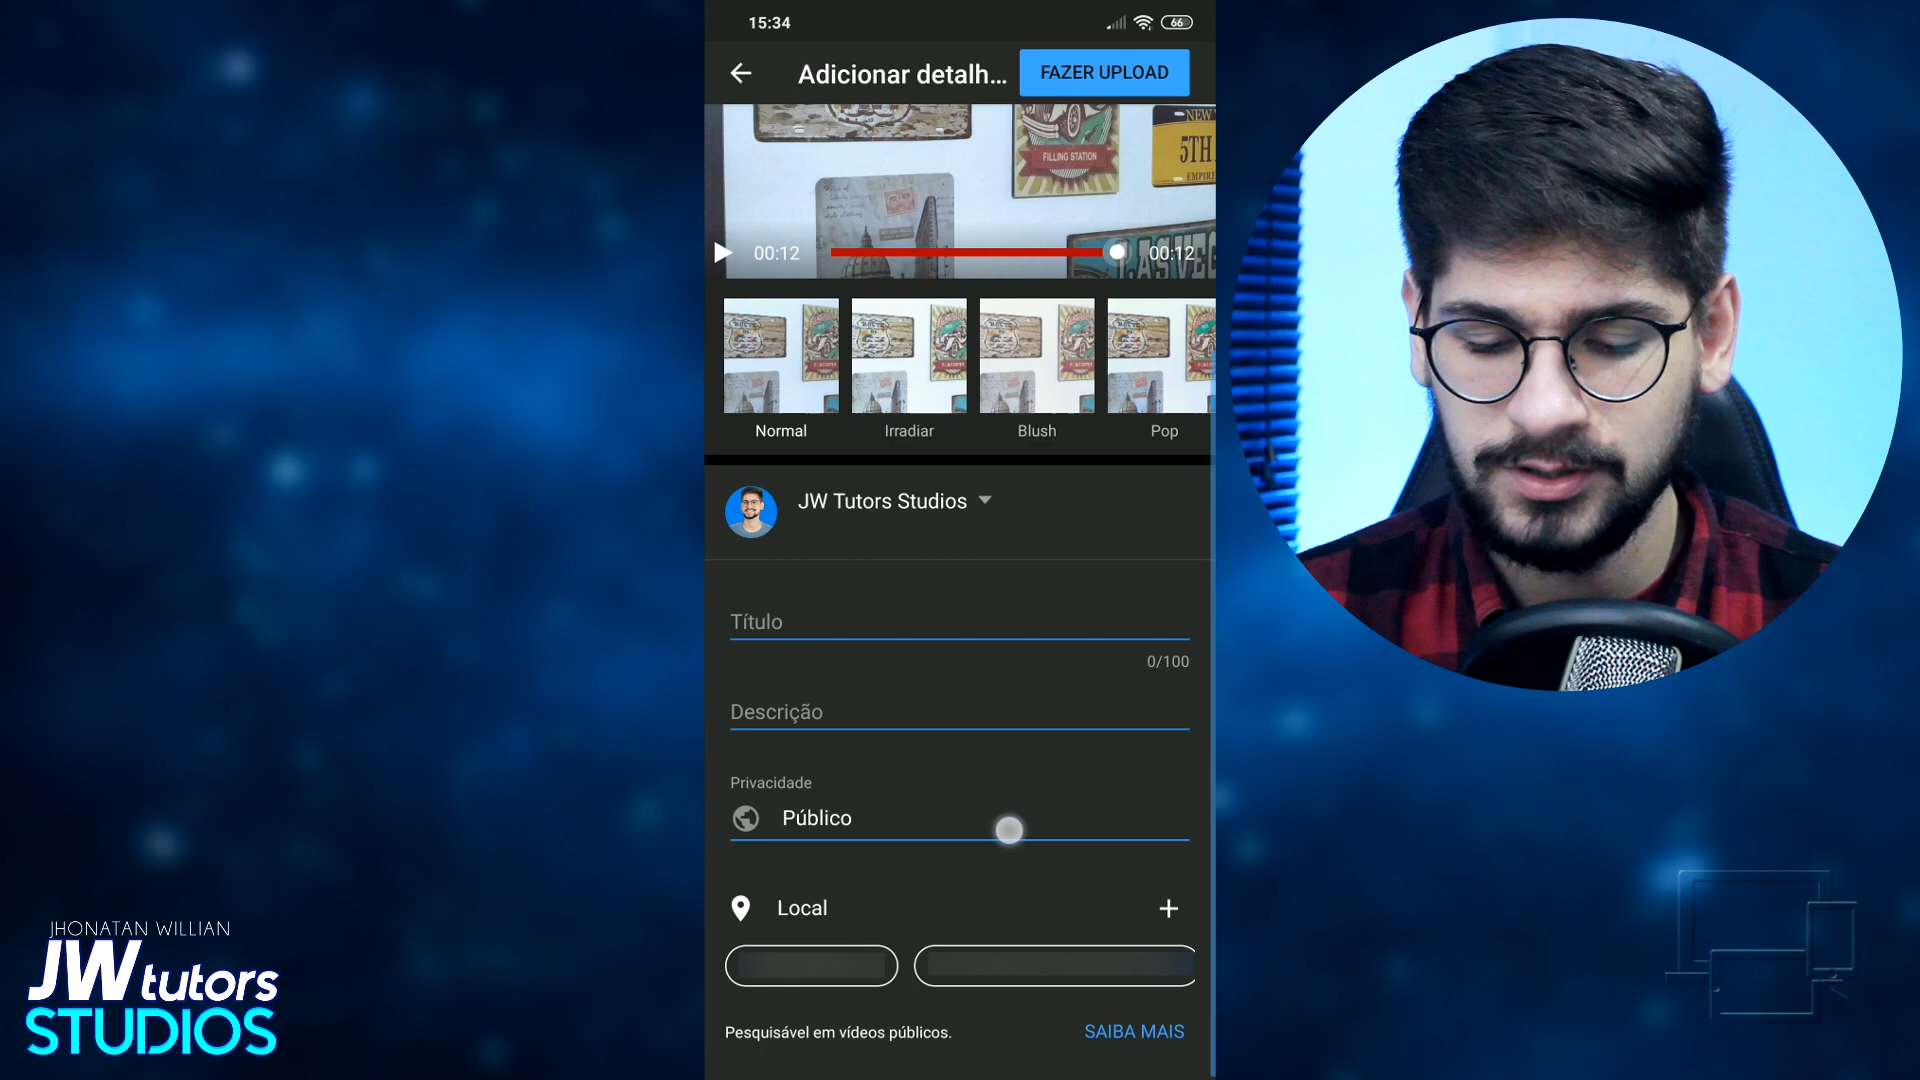 15:34
66
Adicionar detalh...
FAZER UPLOAD
FILLING STATION
NEW
5TH
EMPIRE
LAS VEG
00:12
00:12
Normal
Irradiar
Blush
Pop
JW Tutors Studios
Título
0/100
Descrição
Privacidade
Público
Local
Pesquisável em vídeos públicos.
SAIBA MAIS
JHONATAN WILLIAN
JW tutors
STUDIOS